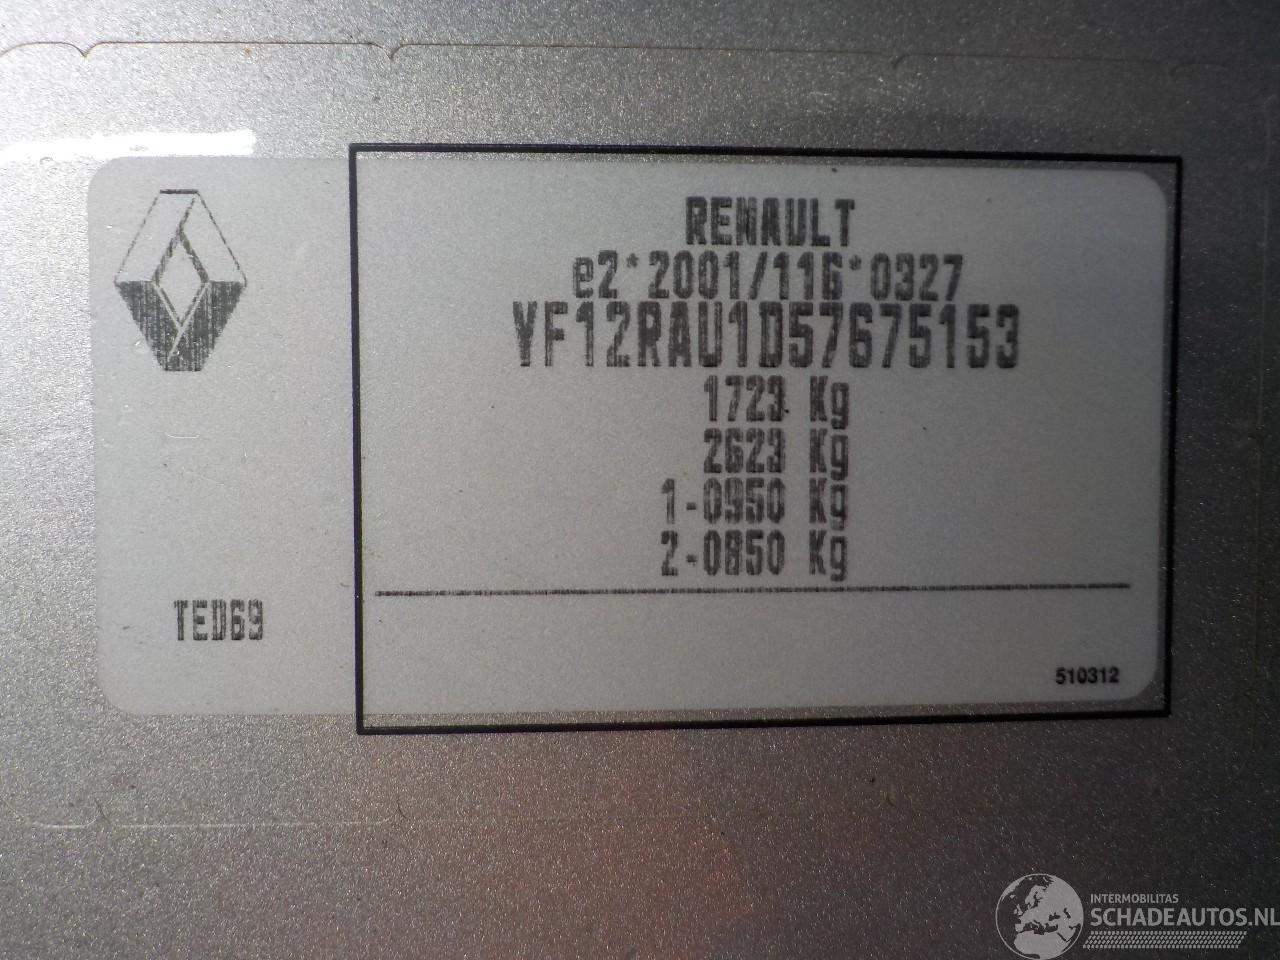 RENAULT
e2*2001/116*0327
VF12RAU1D57675153
1723 Kg
2623 Kg
1-0950 Kg
2-0850 Kg
TED69
510312
INTERMOBILITAS
SCHADEAUTOS.NL